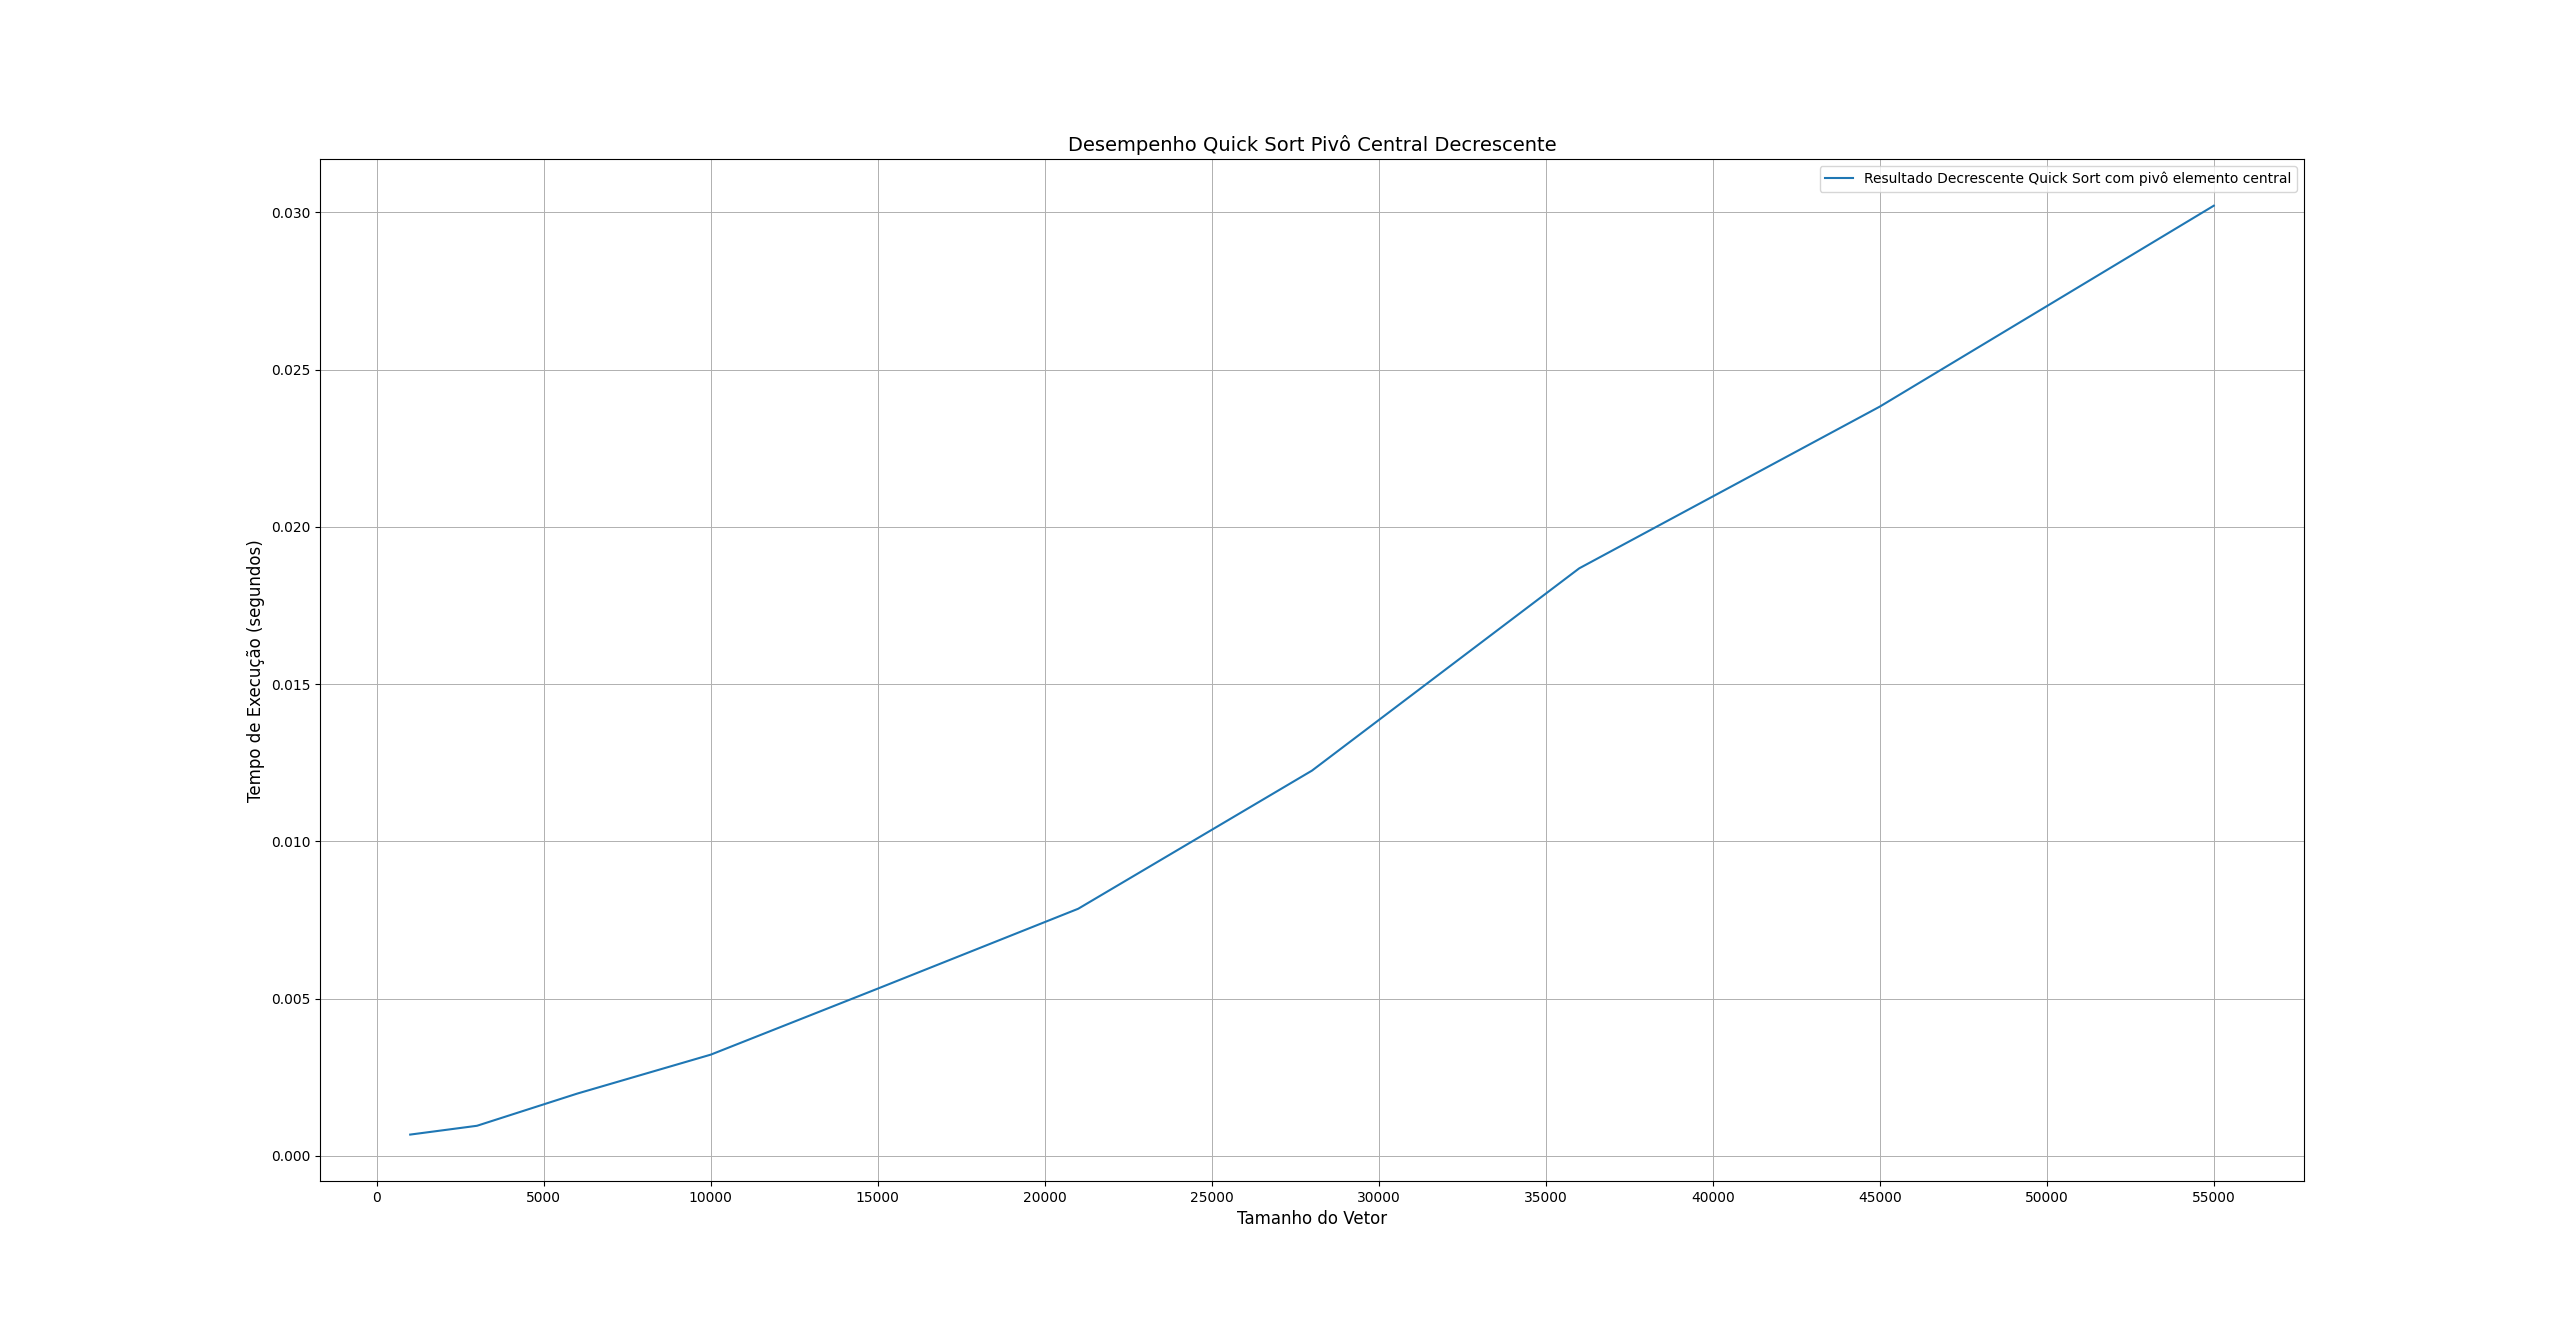 Desempenho Quick Sort Pivô Central Decrescente
Resultado Decrescente Quick Sort com pivô elemento central
0.030
0.025
0.020
0.015
0.010
0.005
0.000
Tempo de Execução (segundos)
0 5000 10000 15000 20000 25000 30000 35000 40000 45000 50000 55000
Tamanho do Vetor